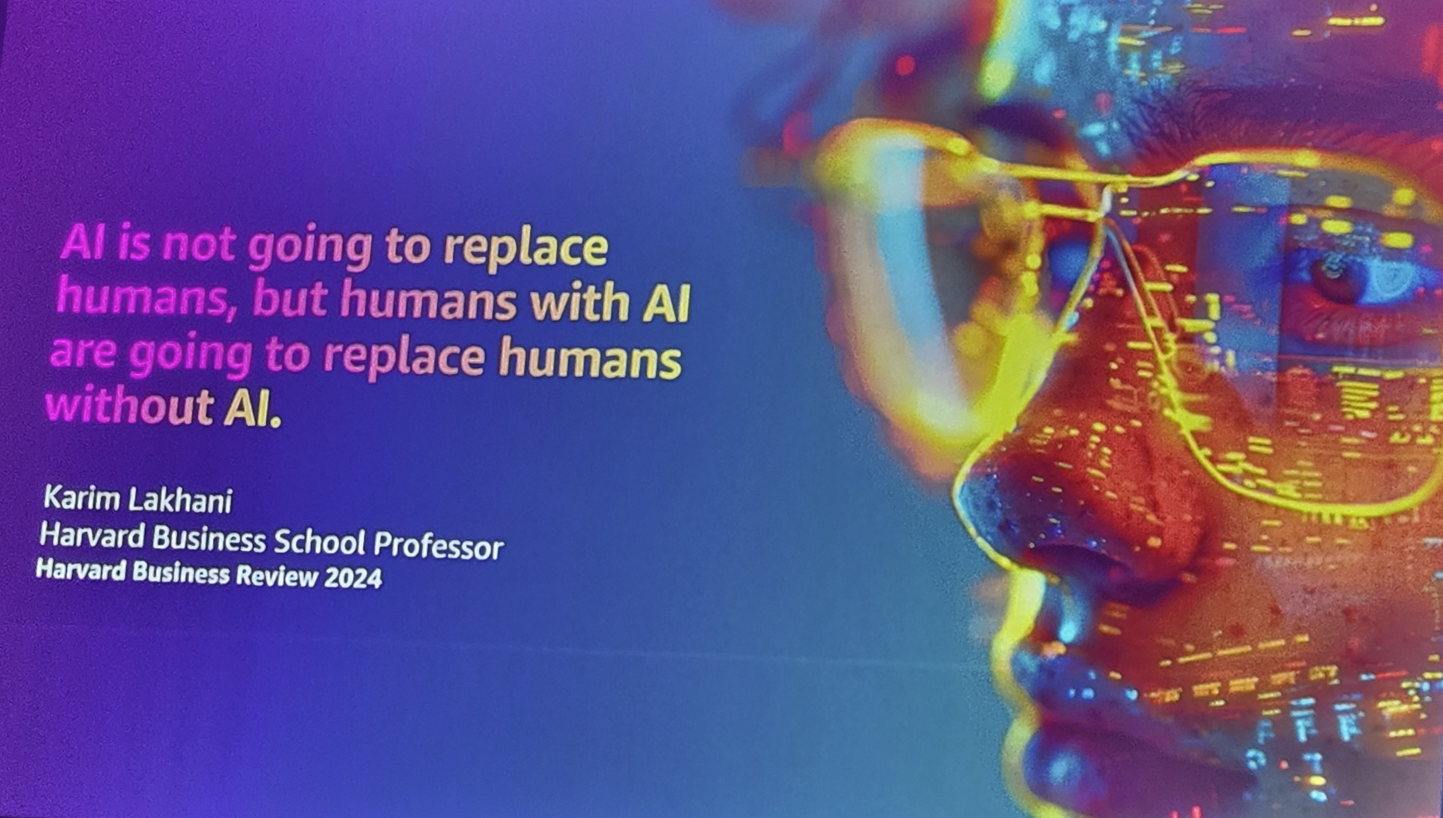 AI is not going to replace
humans, but humans with AI
are going to replace humans
without AI.
Karim Lakhani
Harvard Business School Professor
Harvard Business Review 2024